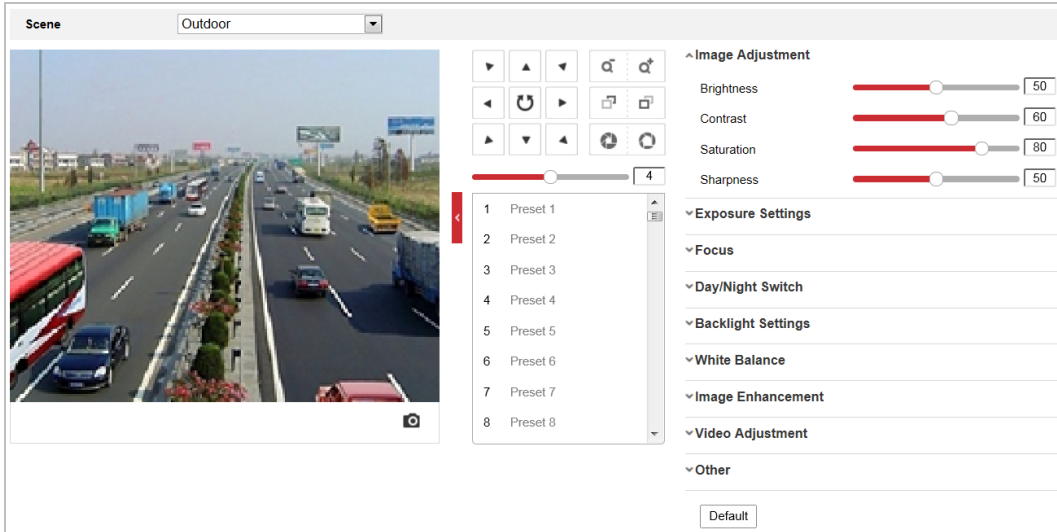 Scene Outdoor
Image Adjustment
Brightness 50
Contrast 60
Saturation 80
Sharpness 50
4
1 Preset 1
2 Preset 2
3 Preset 3
4 Preset 4
5 Preset 5
6 Preset 6
7 Preset 7
8 Preset 8
Exposure Settings
Focus
Day/Night Switch
Backlight Settings
White Balance
Image Enhancement
Video Adjustment
Other
Default